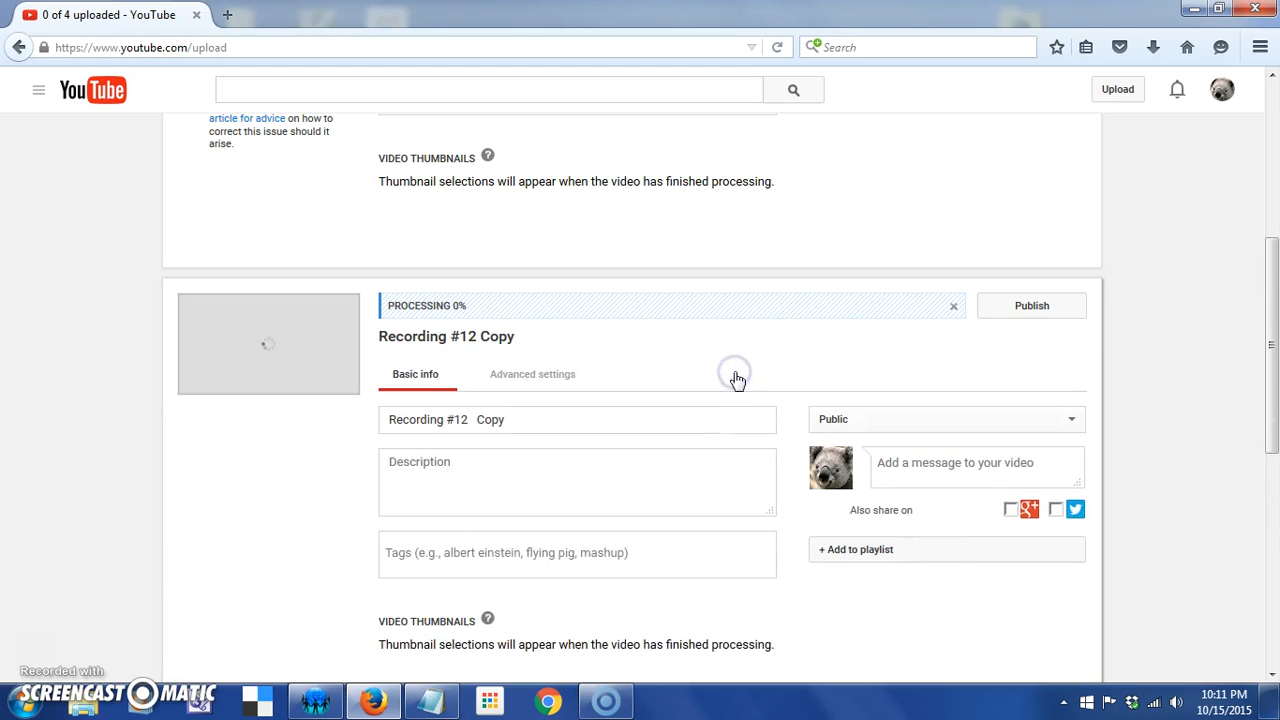 0 of 4 uploaded - YouTube
https://www.youtube.com/upload
Search
YouTube
Upload
article for advice on how to
correct this issue should it
arise.
VIDEO THUMBNAILS ?
Thumbnail selections will appear when the video has finished processing.
PROCESSING 0%
Publish
Recording #12 Copy
Basic info
Advanced settings
Recording #12 Copy
Public
Description
Add a message to your video
Also share on
g+
Tags (e.g., albert einstein, flying pig, mashup)
+ Add to playlist
VIDEO THUMBNAILS ?
Thumbnail selections will appear when the video has finished processing.
Recorded with
SCREENCAST MATIC
10:11 PM
10/15/2015